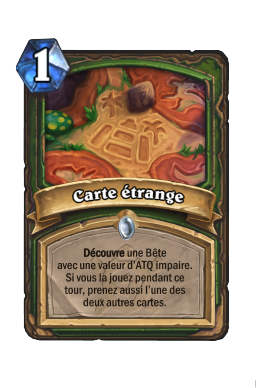 1
Carte étrange
Découvre une Bête
avec une valeur d'ATQ impaire.
Si vous la jouez pendant ce
tour, prenez aussi l'une des
deux autres cartes.